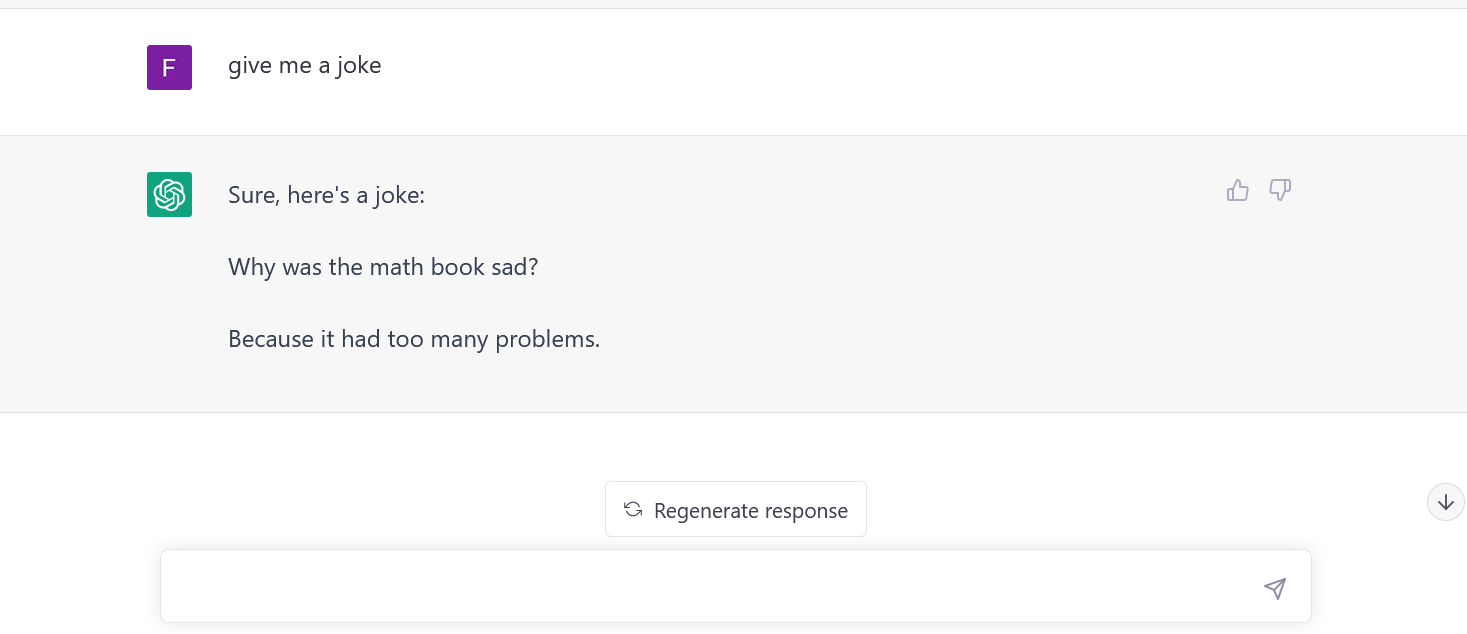 F
give me a joke
Sure, here's a joke:
Why was the math book sad?
Because it had too many problems.
Regenerate response